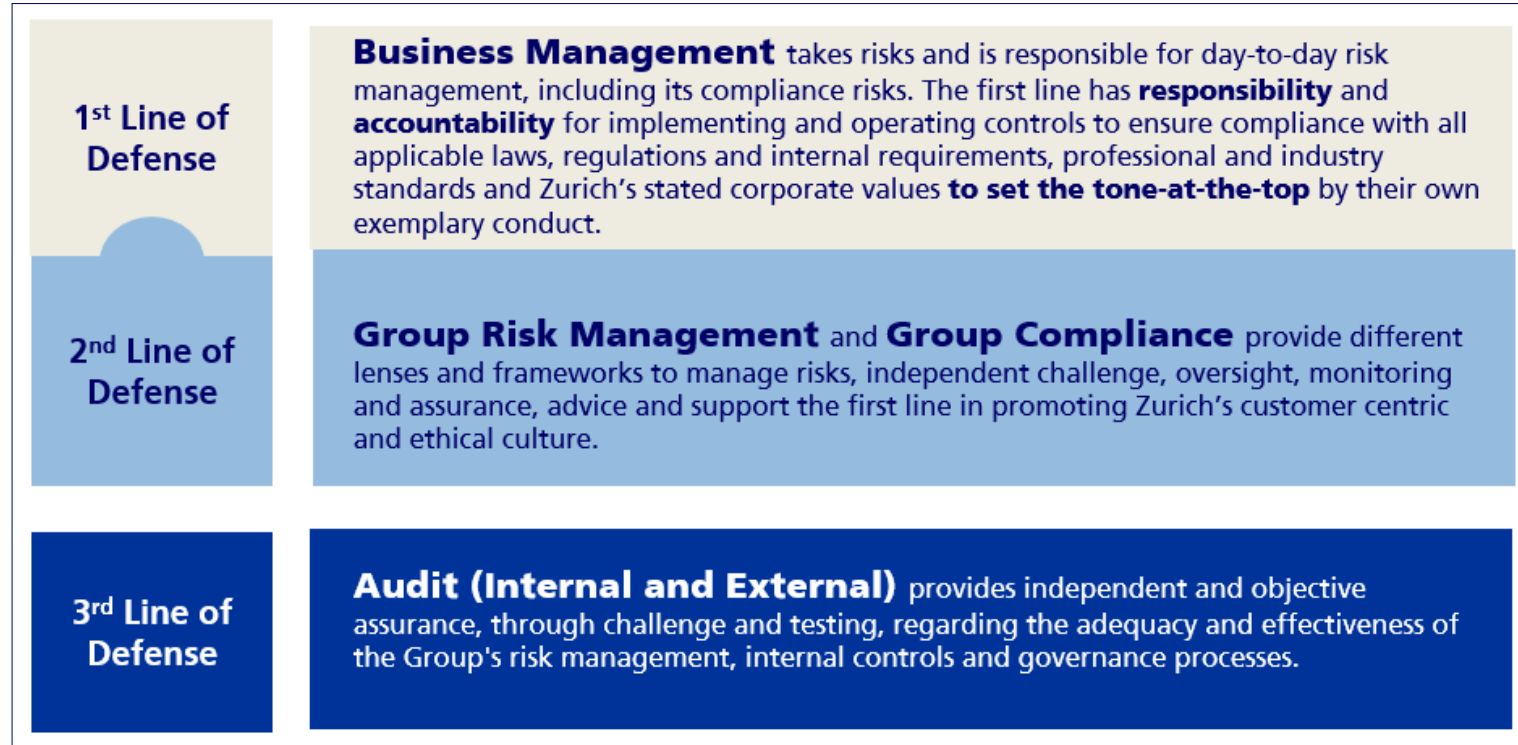 1st Line of
Defense
Business Management takes risks and is responsible for day-to-day risk
management, including its compliance risks. The first line has responsibility and
accountability for implementing and operating controls to ensure compliance with all
applicable laws, regulations and internal requirements, professional and industry
standards and Zurich’s stated corporate values to set the tone-at-the-top by their own
exemplary conduct.
2nd Line of
Defense
Group Risk Management and Group Compliance provide different
lenses and frameworks to manage risks, independent challenge, oversight, monitoring
and assurance, advice and support the first line in promoting Zurich’s customer centric
and ethical culture.
3rd Line of
Defense
Audit (Internal and External) provides independent and objective
assurance, through challenge and testing, regarding the adequacy and effectiveness of
the Group's risk management, internal controls and governance processes.